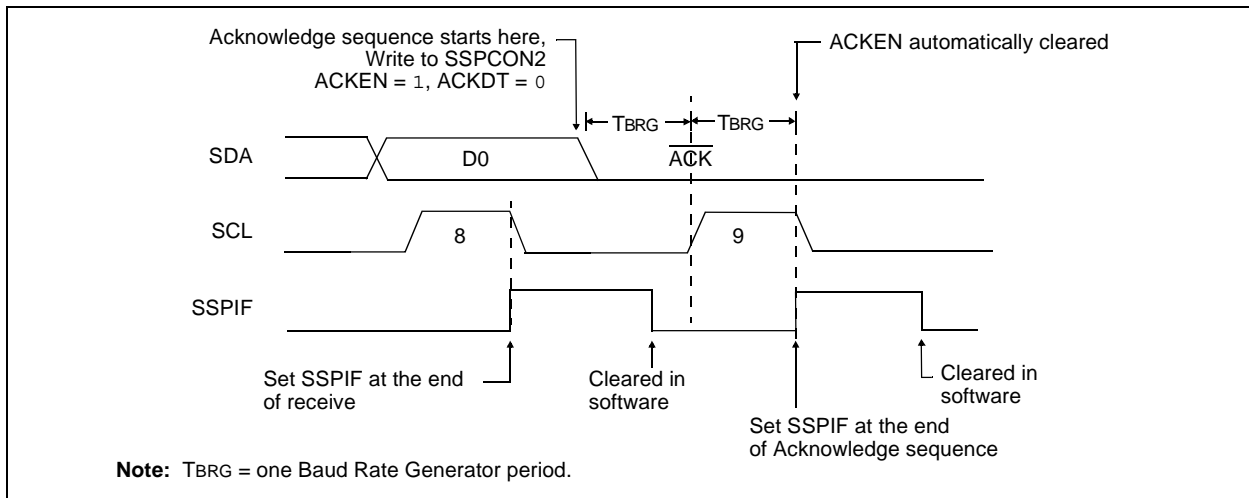 Acknowledge sequence starts here,
Write to SSPCON2
ACKEN = 1, ACKDT = 0
ACKEN automatically cleared
TBRG
TBRG
SDA
D0
ACK
SCL
8
9
SSPIF
Set SSPIF at the end
of receive
Cleared in
software
Cleared in
software
Set SSPIF at the end
of Acknowledge sequence
Note: TBRG = one Baud Rate Generator period.